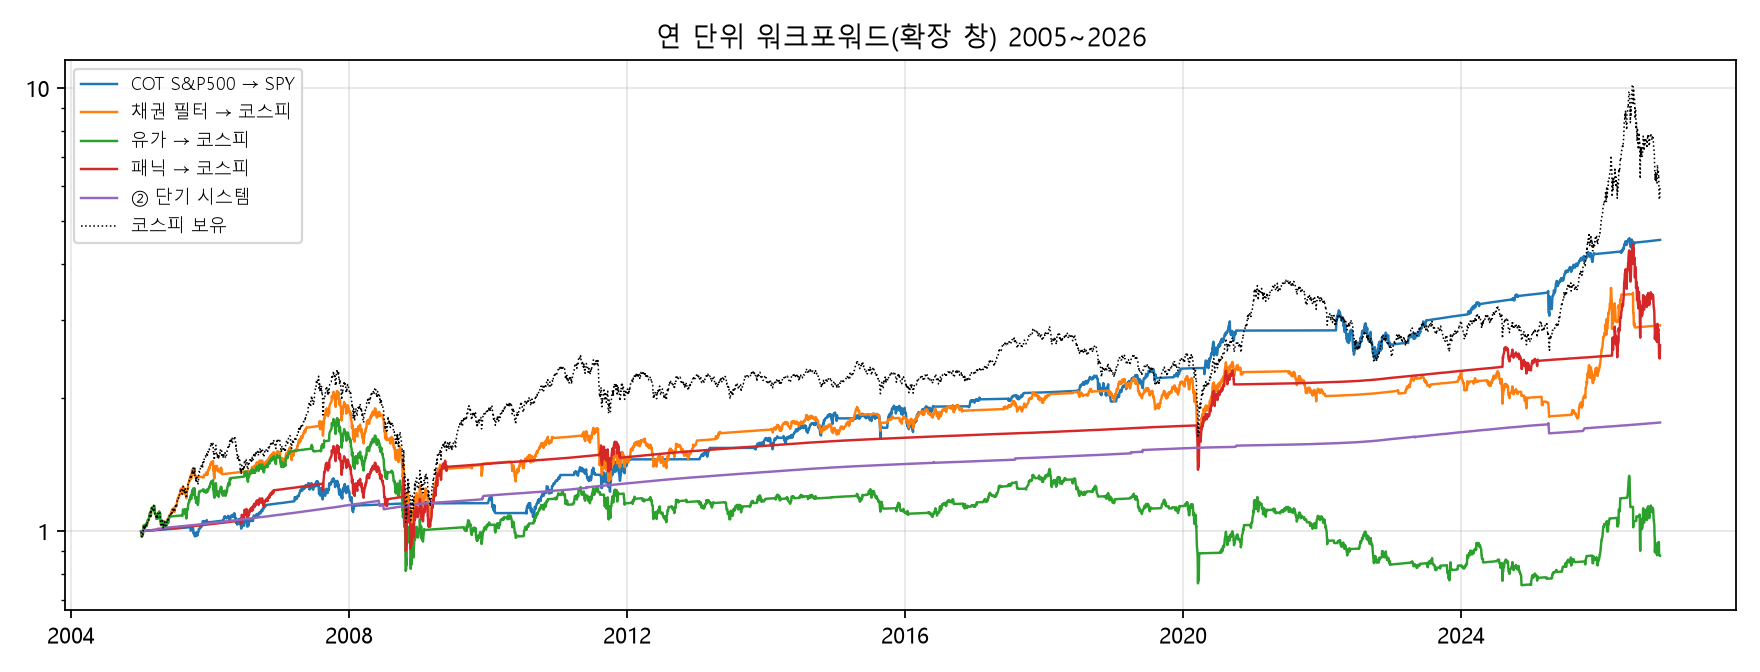 연 단위 워크포워드(확장 창) 2005~2026
10
1
COT S&P500 → SPY
채권 필터 → 코스피
유가 → 코스피
패닉 → 코스피
② 단기 시스템
코스피 보유
2004
2008
2012
2016
2020
2024